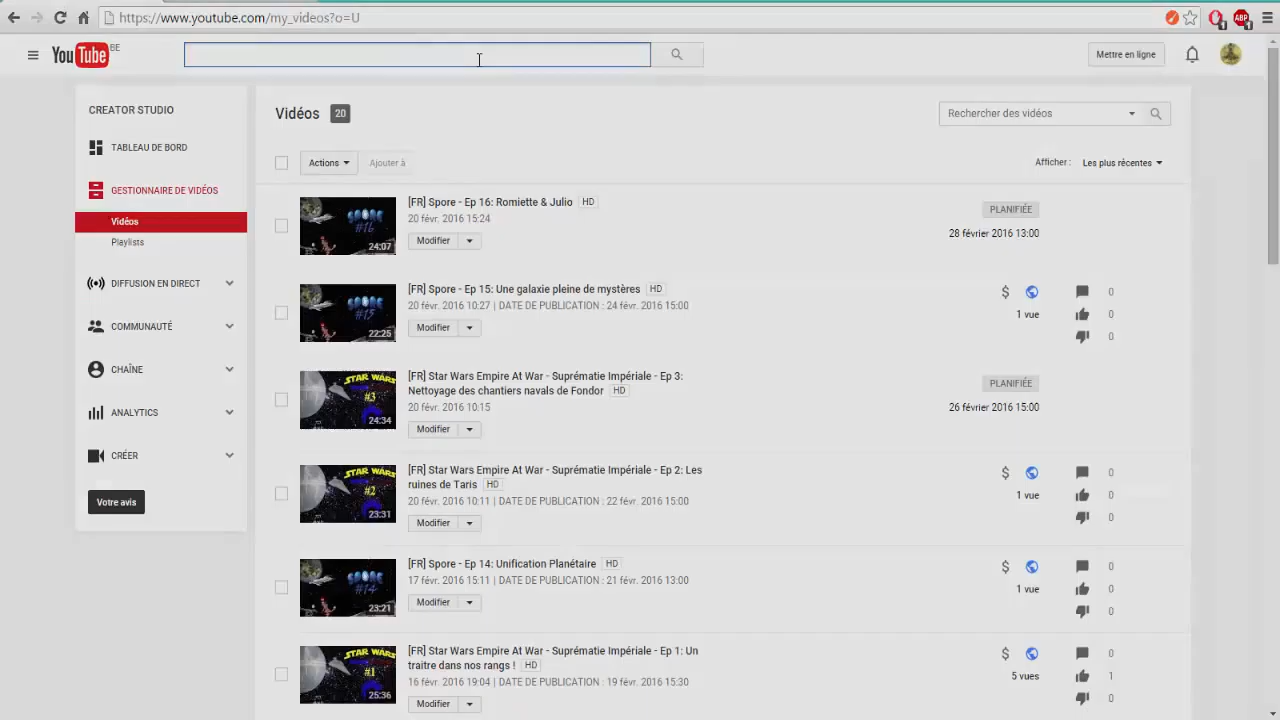 https://www.youtube.com/my_videos?o=U
ABP
You Tube BE
Mettre en ligne
CREATOR STUDIO
TABLEAU DE BORD
GESTIONNAIRE DE VIDÉOS
Vidéos
Playlists
DIFFUSION EN DIRECT
COMMUNAUTÉ
CHAÎNE
ANALYTICS
CRÉER
Votre avis
Vidéos 20
Rechercher des vidéos
Actions Ajouter à
Afficher : Les plus récentes
SPORE #16 24:07
[FR] Spore - Ep 16: Romiette & Julio HD
20 févr. 2016 15:24
Modifier
PLANIFIÉE
28 février 2016 13:00
SPORE #15 22:25
[FR] Spore - Ep 15: Une galaxie pleine de mystères HD
20 févr. 2016 10:27 | DATE DE PUBLICATION : 24 févr. 2016 15:00
Modifier
$ 0
1 vue 0
0
STAR WARS #3 24:34
[FR] Star Wars Empire At War - Suprématie Impériale - Ep 3:
Nettoyage des chantiers navals de Fondor HD
20 févr. 2016 10:15
Modifier
PLANIFIÉE
26 février 2016 15:00
STAR WARS #2 23:31
[FR] Star Wars Empire At War - Suprématie Impériale - Ep 2: Les
ruines de Taris HD
20 févr. 2016 10:11 | DATE DE PUBLICATION : 22 févr. 2016 15:00
Modifier
$ 0
1 vue 0
0
SPORE #14 23:21
[FR] Spore - Ep 14: Unification Planétaire HD
17 févr. 2016 15:11 | DATE DE PUBLICATION : 21 févr. 2016 13:00
Modifier
$ 0
1 vue 0
0
STAR WARS #1 25:36
[FR] Star Wars Empire At War - Suprématie Impériale - Ep 1: Un
traitre dans nos rangs ! HD
16 févr. 2016 19:04 | DATE DE PUBLICATION : 19 févr. 2016 15:30
Modifier
$ 0
5 vues 1
0